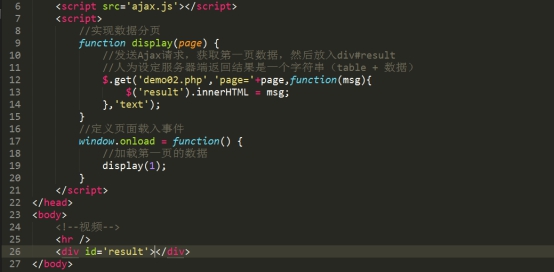 6 <script src='ajax.js'></script>
7 <script>
8 //实现数据分页
9 function display(page) {
10 //发送Ajax请求，获取第一页数据，然后放入div#result
11 //人为设定服务器端返回结果是一个字符串（table + 数据）
12 $.get('demo02.php','page='+page,function(msg){
13 $('result').innerHTML = msg;
14 },'text');
15 }
16 //定义页面载入事件
17 window.onload = function() {
18 //加载第一页的数据
19 display(1);
20 }
21 </script>
22 </head>
23 <body>
24 <!--视频-->
25 <hr />
26 <div id='result'></div>
27 </body>